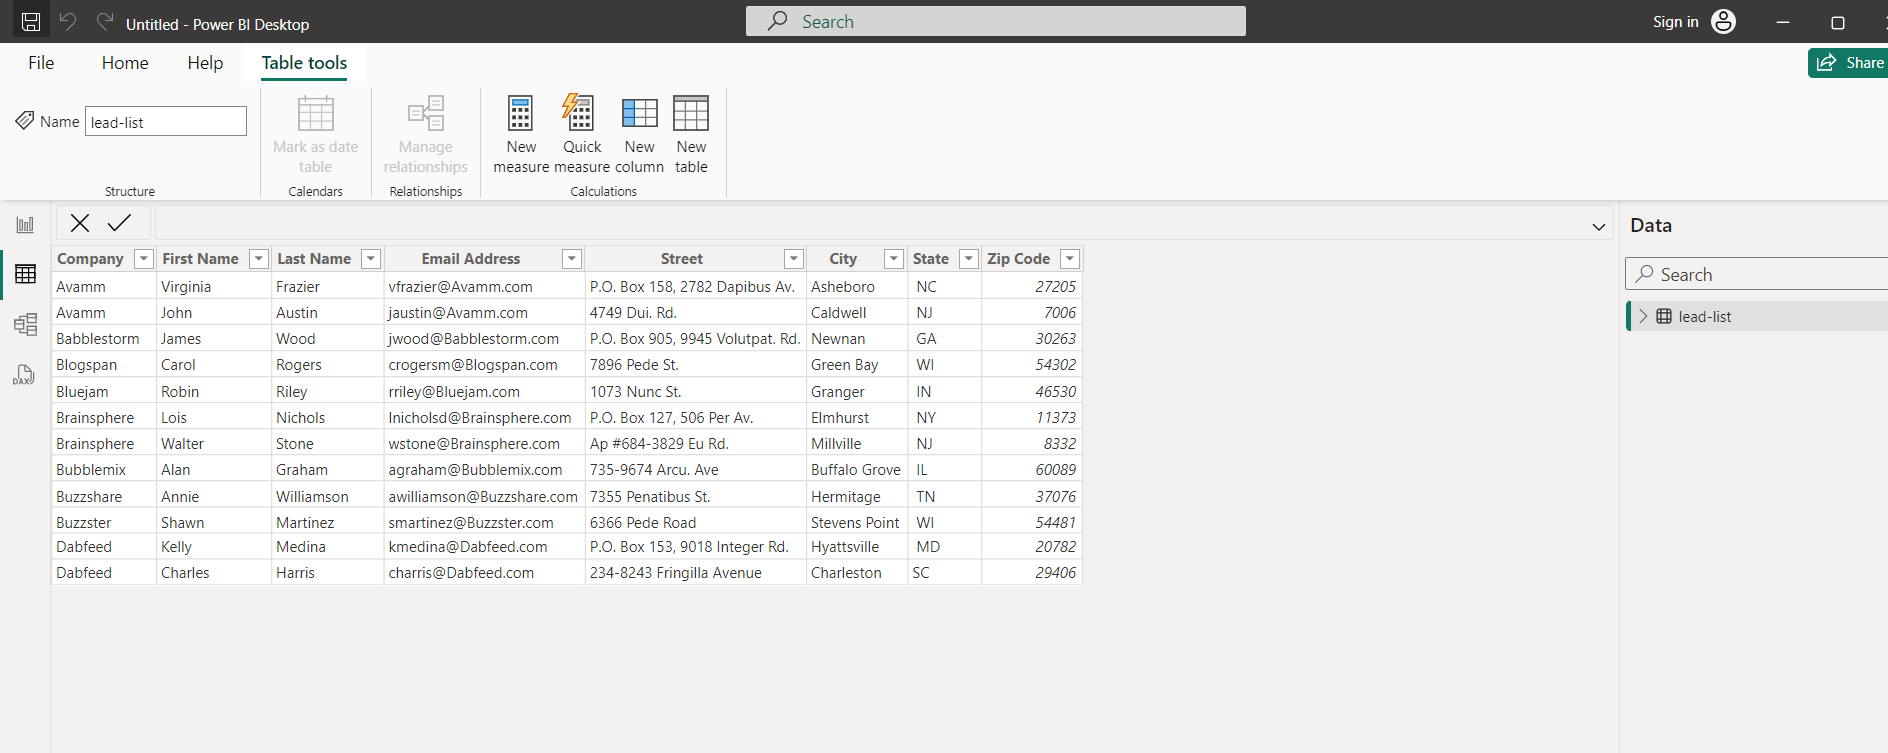 Untitled - Power BI Desktop
Search
Sign in
File Home Help Table tools
Share
Name lead-list
Mark as date table
Manage relationships
New measure
Quick measure
New column
New table
Structure Calendars Relationships Calculations
Data
Search
lead-list
DAX
Company First Name Last Name Email Address Street City State Zip Code
Avamm Virginia Frazier vfrazier@Avamm.com P.O. Box 158, 2782 Dapibus Av. Asheboro NC 27205
Avamm John Austin jaustin@Avamm.com 4749 Dui. Rd. Caldwell NJ 7006
Babblestorm James Wood jwood@Babblestorm.com P.O. Box 905, 9945 Volutpat. Rd. Newnan GA 30263
Blogspan Carol Rogers crogersm@Blogspan.com 7896 Pede St. Green Bay WI 54302
Bluejam Robin Riley rriley@Bluejam.com 1073 Nunc St. Granger IN 46530
Brainsphere Lois Nichols lnicholsd@Brainsphere.com P.O. Box 127, 506 Per Av. Elmhurst NY 11373
Brainsphere Walter Stone wstone@Brainsphere.com Ap #684-3829 Eu Rd. Millville NJ 8332
Bubblemix Alan Graham agraham@Bubblemix.com 735-9674 Arcu. Ave Buffalo Grove IL 60089
Buzzshare Annie Williamson awilliamson@Buzzshare.com 7355 Penatibus St. Hermitage TN 37076
Buzzster Shawn Martinez smartinez@Buzzster.com 6366 Pede Road Stevens Point WI 54481
Dabfeed Kelly Medina kmedina@Dabfeed.com P.O. Box 153, 9018 Integer Rd. Hyattsville MD 20782
Dabfeed Charles Harris charris@Dabfeed.com 234-8243 Fringilla Avenue Charleston SC 29406